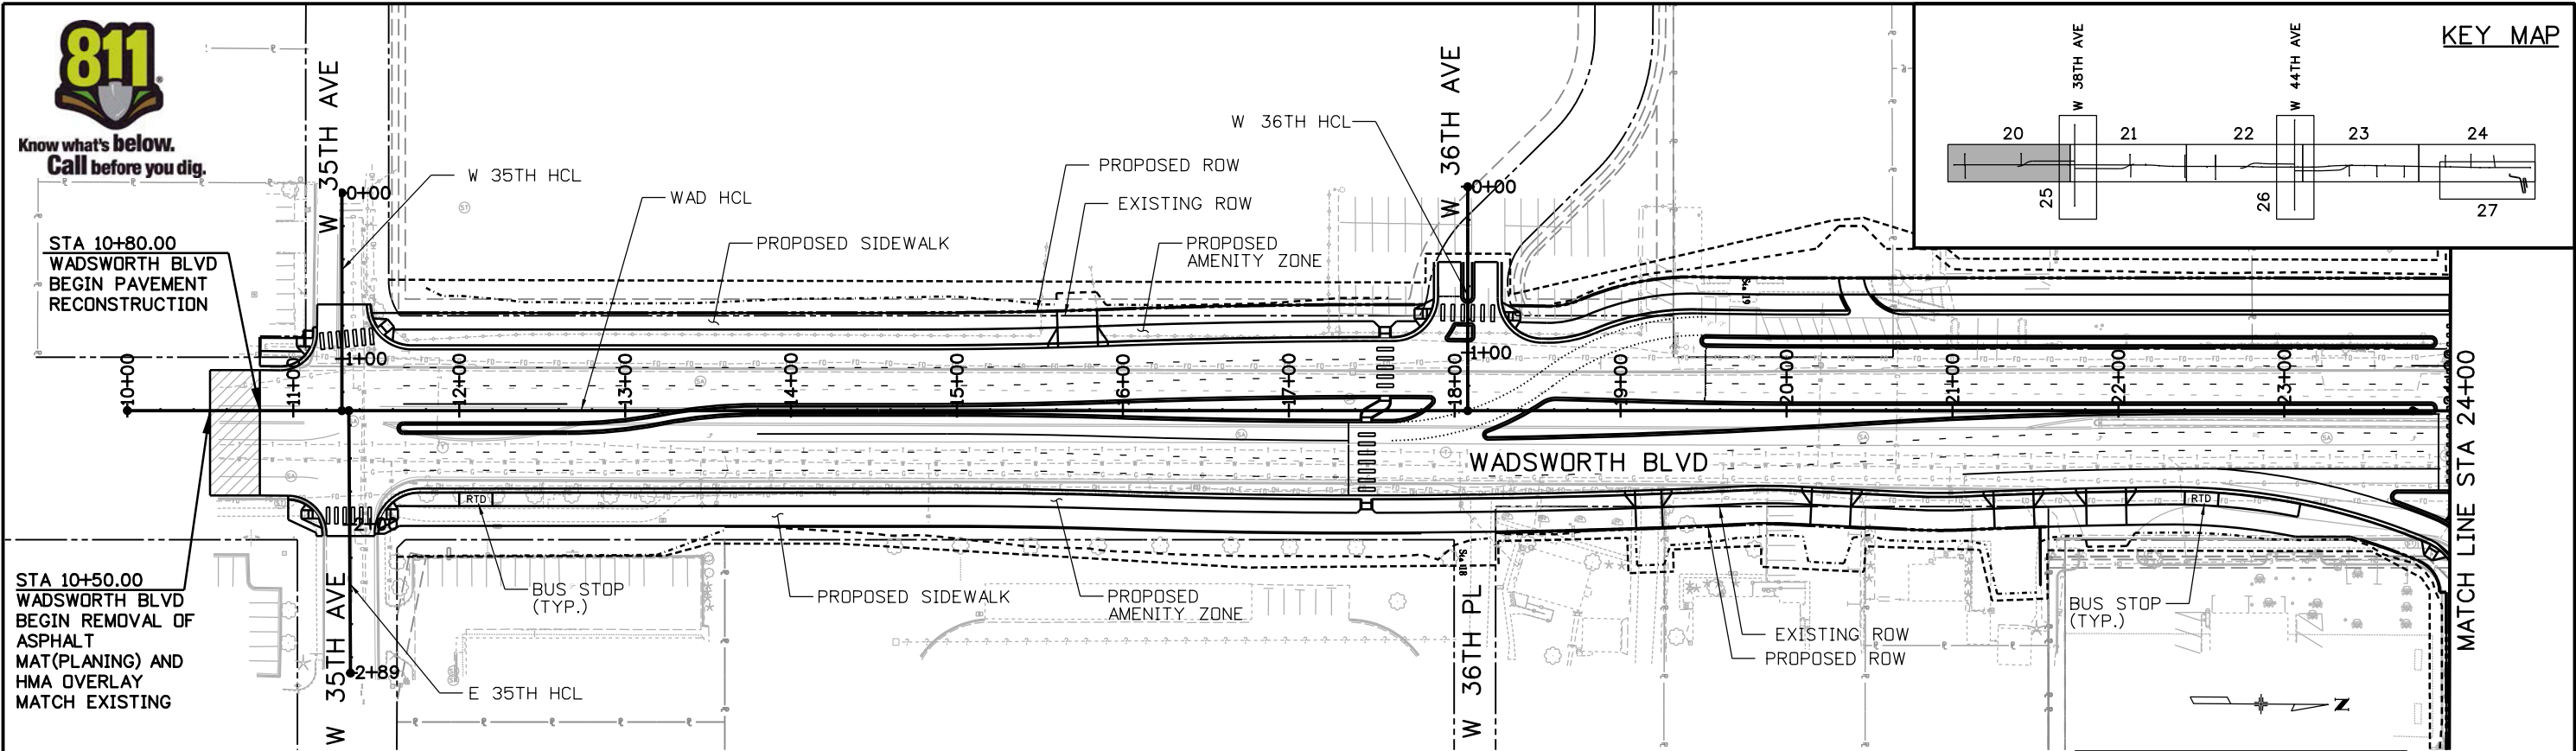 811
Know what's below.
Call before you dig.
W 35TH AVE
0+00
W 35TH HCL
WAD HCL
PROPOSED SIDEWALK
PROPOSED ROW
EXISTING ROW
PROPOSED
AMENITY ZONE
W 36TH HCL
W 36TH AVE
0+00
KEY MAP
W 38TH AVE
W 44TH AVE
20
21
22
23
24
25
26
27
STA 10+80.00
WADSWORTH BLVD
BEGIN PAVEMENT
RECONSTRUCTION
1+00
1+00
10+00
11+00
12+00
13+00
14+00
15+00
16+00
17+00
18+00
19+00
20+00
21+00
22+00
23+00
WADSWORTH BLVD
MATCH LINE STA 24+00
RTD
RTD
STA 10+50.00
WADSWORTH BLVD
BEGIN REMOVAL OF
ASPHALT
MAT(PLANING) AND
HMA OVERLAY
MATCH EXISTING
W 35TH AVE
2+89
E 35TH HCL
BUS STOP
(TYP.)
PROPOSED SIDEWALK
PROPOSED
AMENITY ZONE
Sta 18
W 36TH PL
EXISTING ROW
PROPOSED ROW
BUS STOP
(TYP.)
N